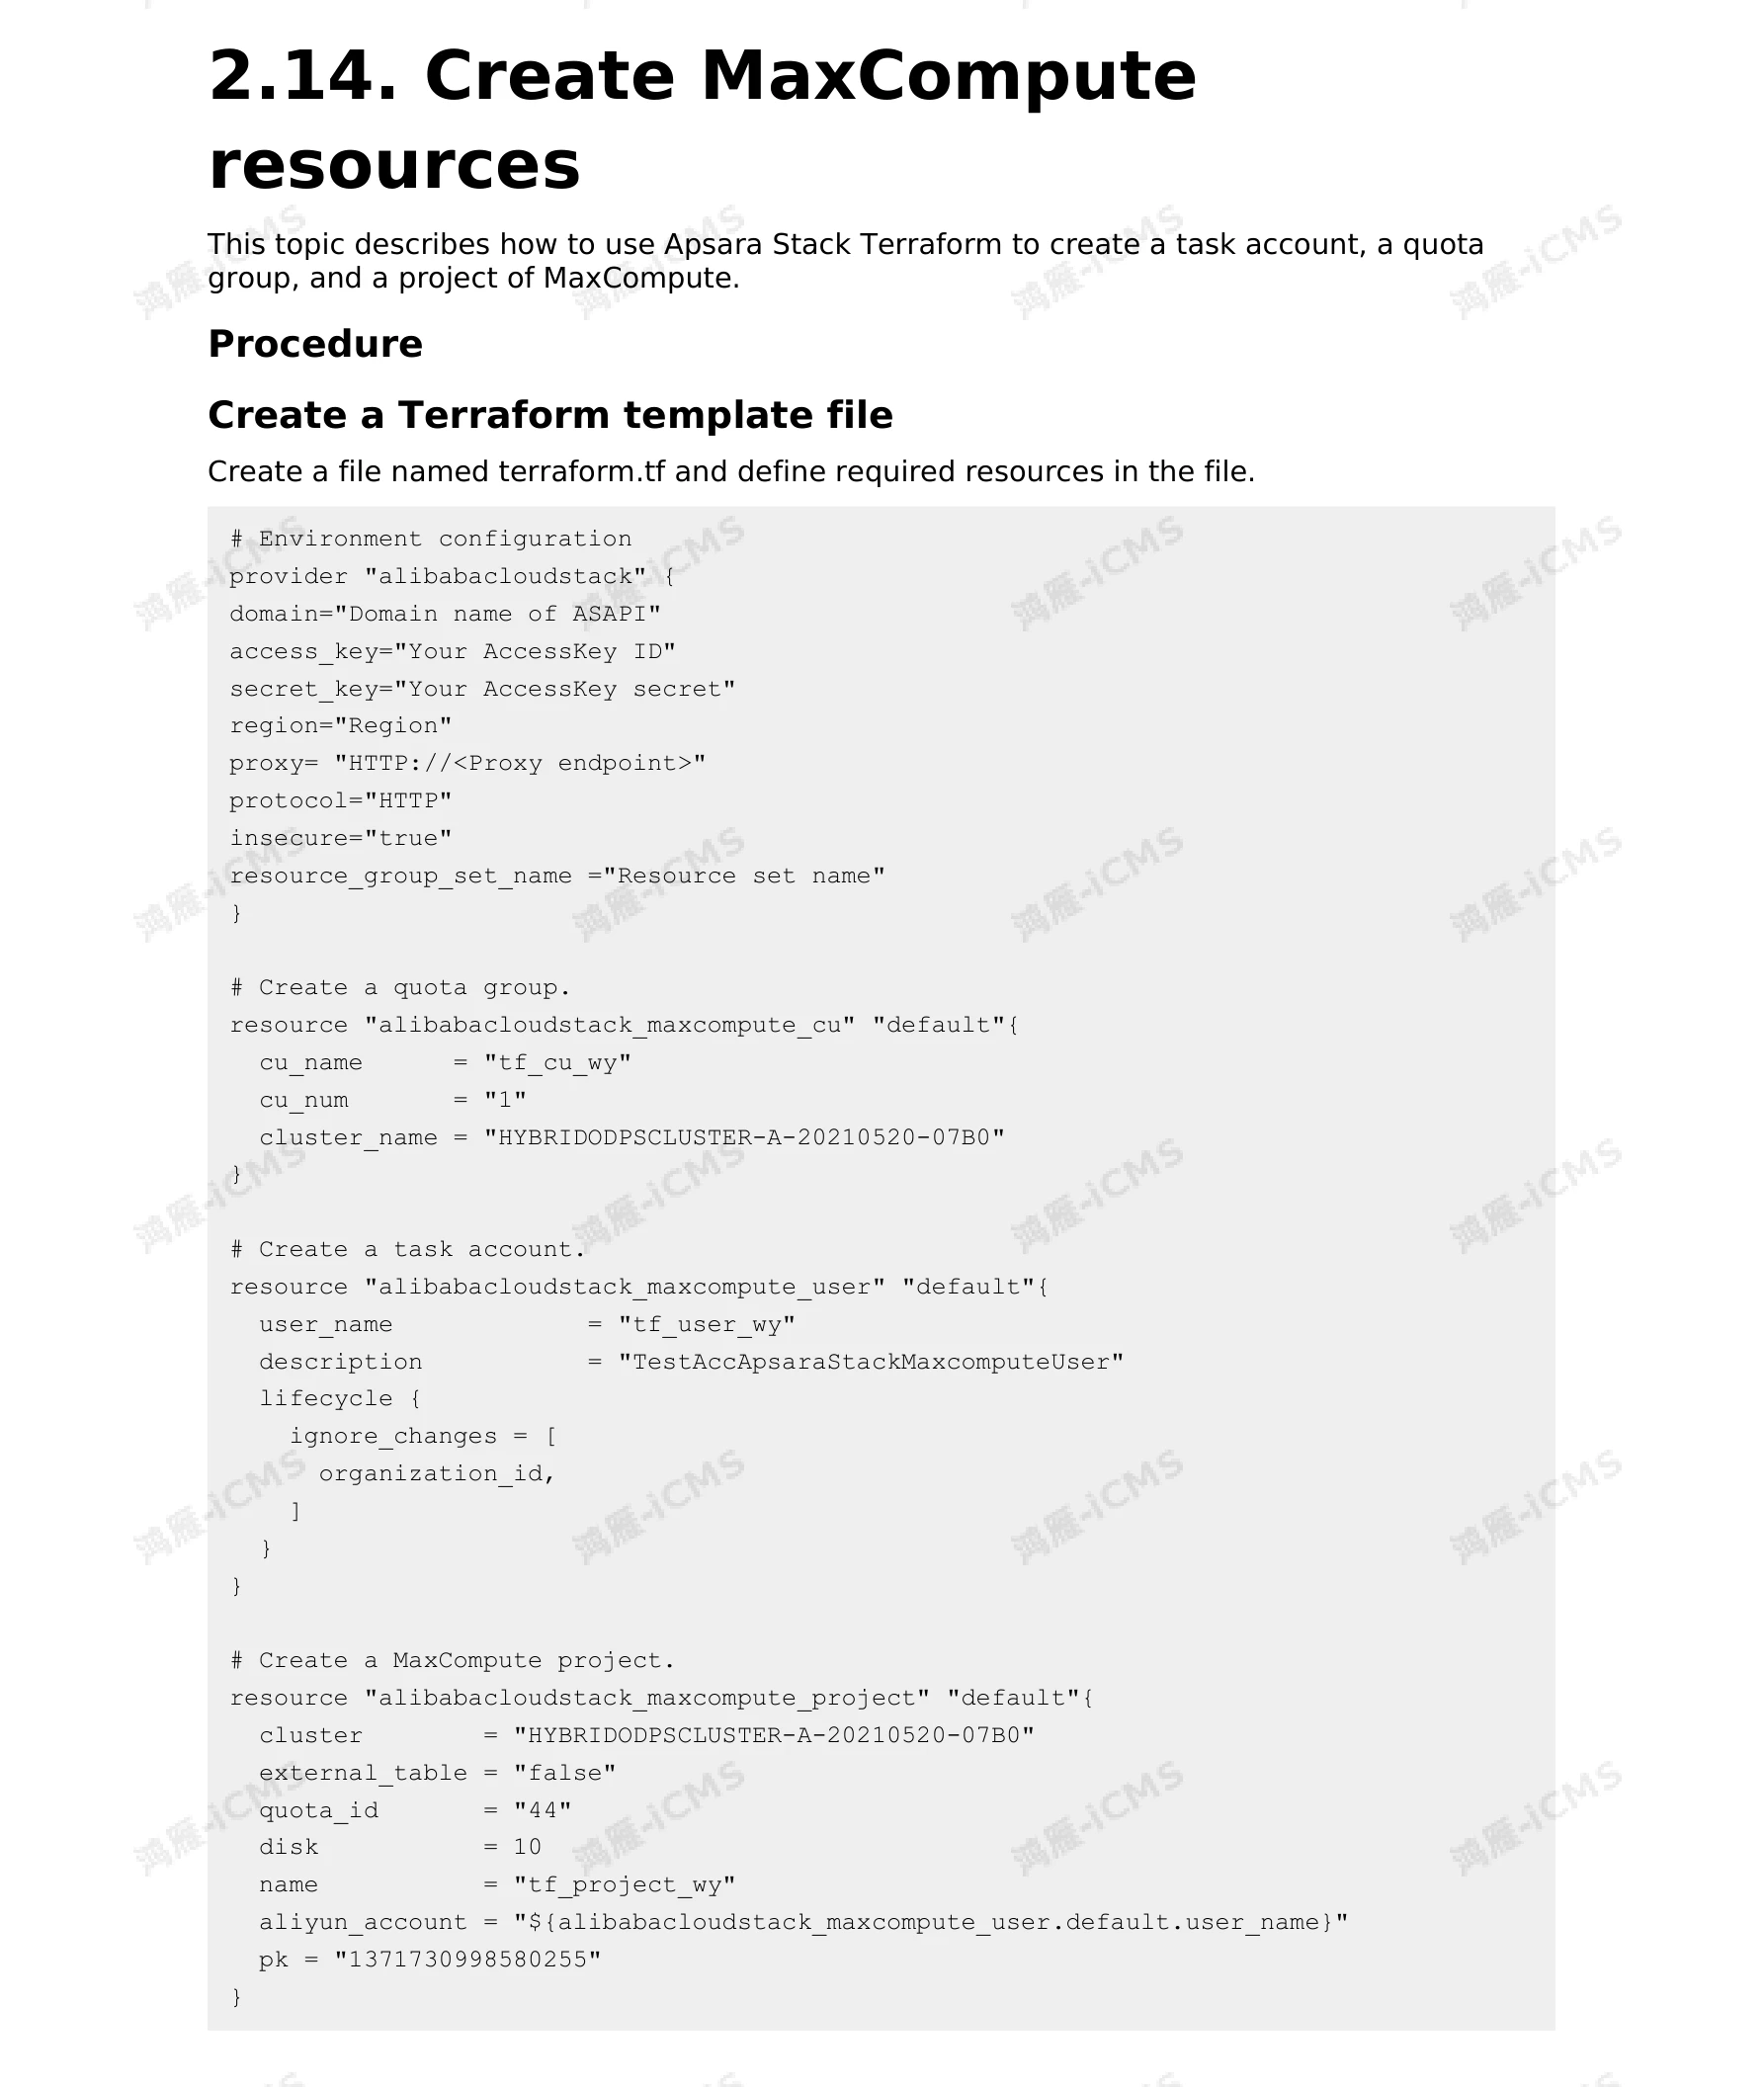 2.14. Create MaxCompute
resources
This topic describes how to use Apsara Stack Terraform to create a task account, a quota
group, and a project of MaxCompute.
Procedure
Create a Terraform template file
Create a file named terraform.tf and define required resources in the file.
# Environment configuration
provider "alibabacloudstack" {
domain="Domain name of ASAPI"
access_key="Your AccessKey ID"
secret_key="Your AccessKey secret"
region="Region"
proxy= "HTTP://<Proxy endpoint>"
protocol="HTTP"
insecure="true"
resource_group_set_name ="Resource set name"
}
# Create a quota group.
resource "alibabacloudstack_maxcompute_cu" "default"{
  cu_name      = "tf_cu_wy"
  cu_num       = "1"
  cluster_name = "HYBRIDODPSCLUSTER-A-20210520-07B0"
}
# Create a task account.
resource "alibabacloudstack_maxcompute_user" "default"{
  user_name             = "tf_user_wy"
  description           = "TestAccApsaraStackMaxcomputeUser"
  lifecycle {
    ignore_changes = [
      organization_id,
    ]
  }
}
# Create a MaxCompute project.
resource "alibabacloudstack_maxcompute_project" "default"{
  cluster        = "HYBRIDODPSCLUSTER-A-20210520-07B0"
  external_table = "false"
  quota_id       = "44"
  disk           = 10
  name           = "tf_project_wy"
  aliyun_account = "${alibabacloudstack_maxcompute_user.default.user_name}"
  pk = "1371730998580255"
}
鸿雁-iCMS